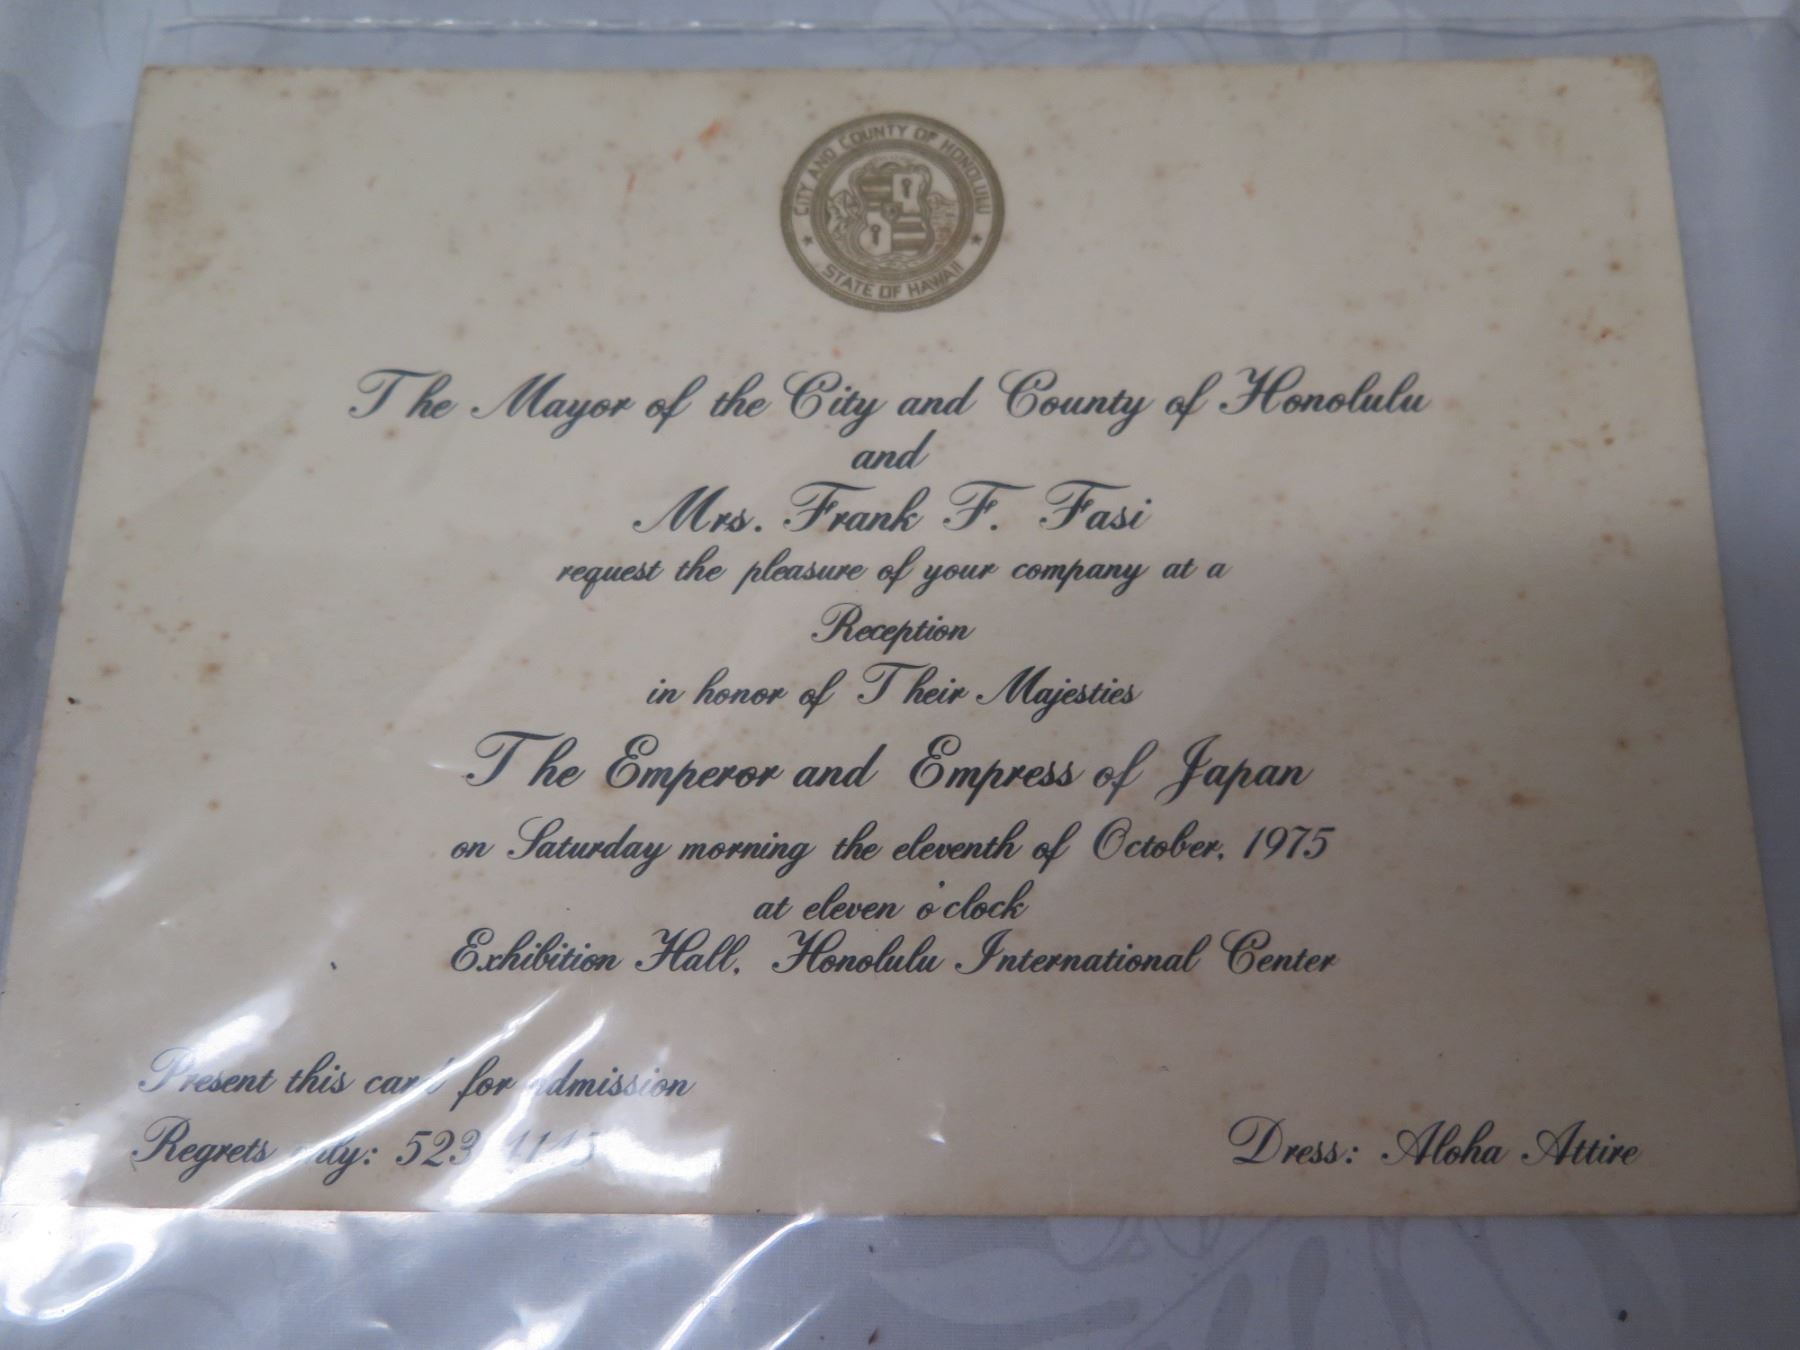 CITY AND COUNTY OF HONOLULU
STATE OF HAWAII
The Mayor of the City and County of Honolulu
and
Mrs. Frank F. Fasi
request the pleasure of your company at a
Reception
in honor of Their Majesties
The Emperor and Empress of Japan
on Saturday morning the eleventh of October, 1975
at eleven o'clock
Exhibition Hall, Honolulu International Center
Present this card for admission
Regrets only: 523
Dress: Aloha Attire